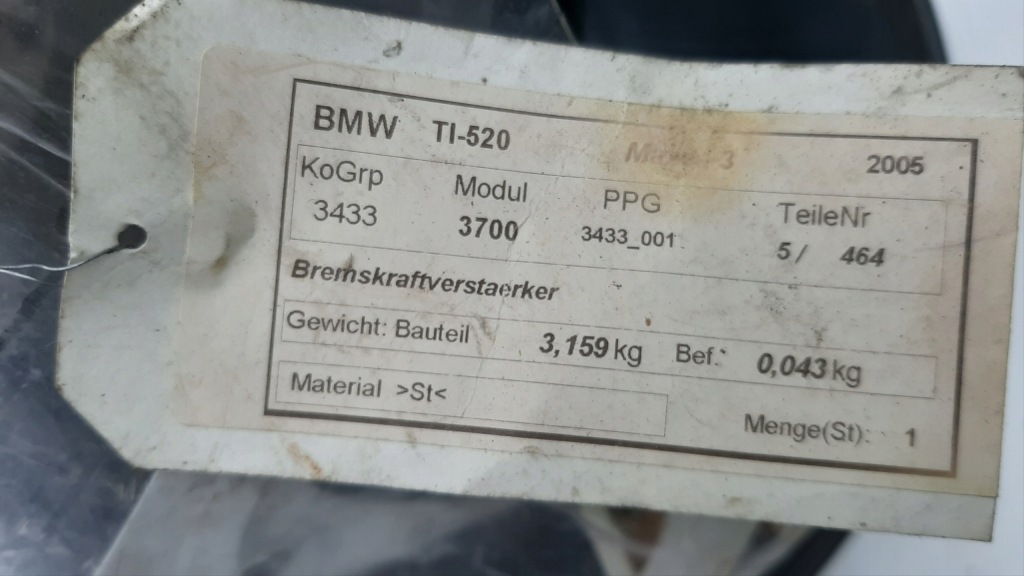 BMW TI-520 2005
KoGrp Modul PPG TeileNr
3433 3700 3433_001 5/ 464
Bremskraftverstaerker
Gewicht: Bauteil 3,159 kg Bef.: 0,043 kg
Material >St<
Menge(St): 1